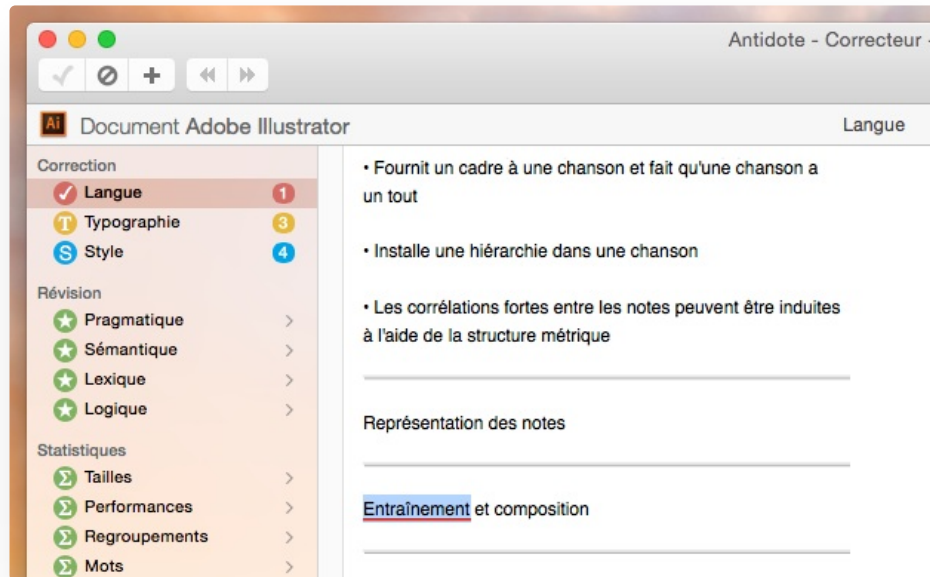 Antidote - Correcteur -
Ai Document Adobe Illustrator
Langue
Correction
Langue 1
T Typographie 3
S Style 4
Révision
Pragmatique
Sémantique
Lexique
Logique
Statistiques
Σ Tailles
Σ Performances
Σ Regroupements
Σ Mots
• Fournit un cadre à une chanson et fait qu'une chanson a
un tout
• Installe une hiérarchie dans une chanson
• Les corrélations fortes entre les notes peuvent être induites
à l'aide de la structure métrique
Représentation des notes
Entraînement et composition